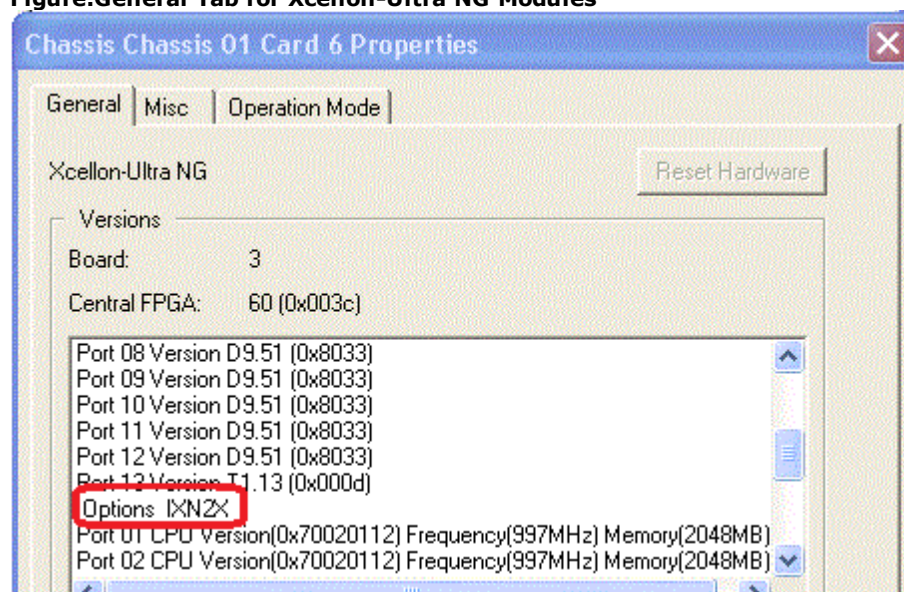 Figure:General Tab for Xcellon-Ultra NG Modules
Chassis Chassis 01 Card 6 Properties
General Misc Operation Mode
Xcellon-Ultra NG Reset Hardware
Versions
Board: 3
Central FPGA: 60 (0x003c)
Port 08 Version D9.51 (0x8033)
Port 09 Version D9.51 (0x8033)
Port 10 Version D9.51 (0x8033)
Port 11 Version D9.51 (0x8033)
Port 12 Version D9.51 (0x8033)
Port 13 Version T1.13 (0x000d)
Options IXN2X
Port 01 CPU Version(0x70020112) Frequency(997MHz) Memory(2048MB)
Port 02 CPU Version(0x70020112) Frequency(997MHz) Memory(2048MB)